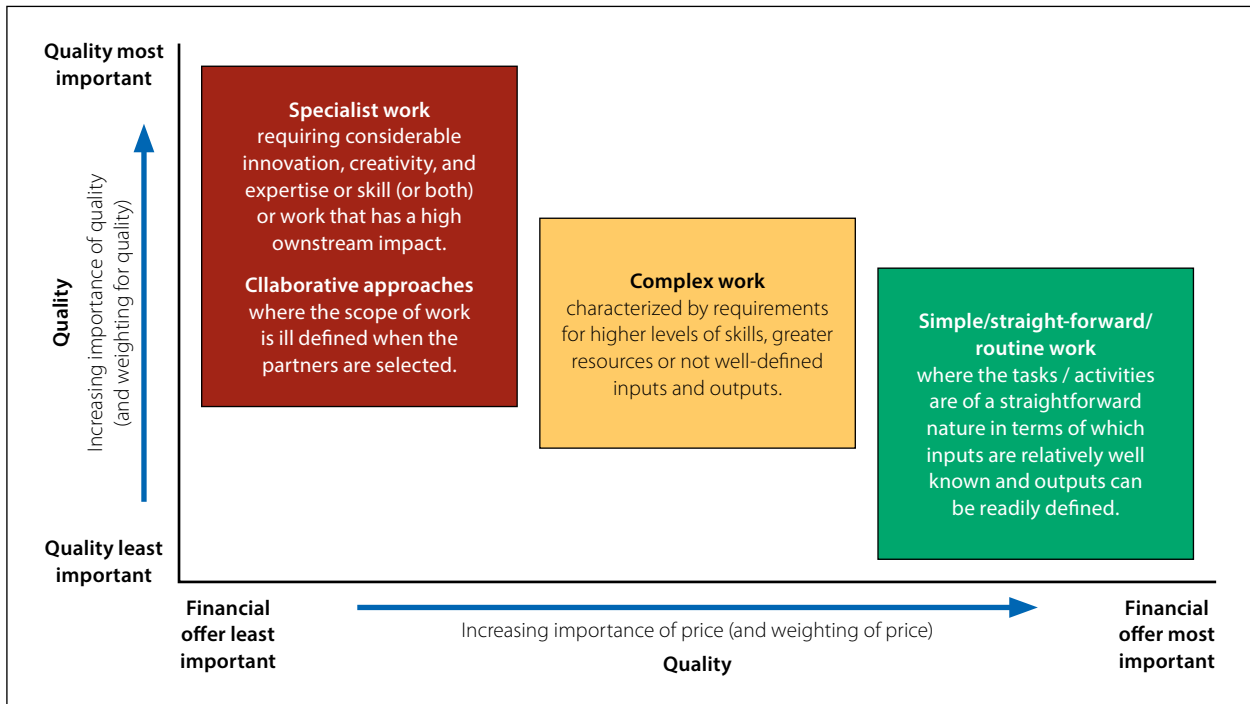 Quality most
important
Quality
Increasing importance of quality
(and weighting for quality)
Quality least
important
Specialist work
requiring considerable
innovation, creativity, and
expertise or skill (or both)
or work that has a high
ownstream impact.
Cllaborative approaches
where the scope of work
is ill defined when the
partners are selected.
Complex work
characterized by requirements
for higher levels of skills, greater
resources or not well-defined
inputs and outputs.
Simple/straight-forward/
routine work
where the tasks / activities
are of a straightforward
nature in terms of which
inputs are relatively well
known and outputs can
be readily defined.
Financial
offer least
important
Increasing importance of price (and weighting of price)
Quality
Financial
offer most
important